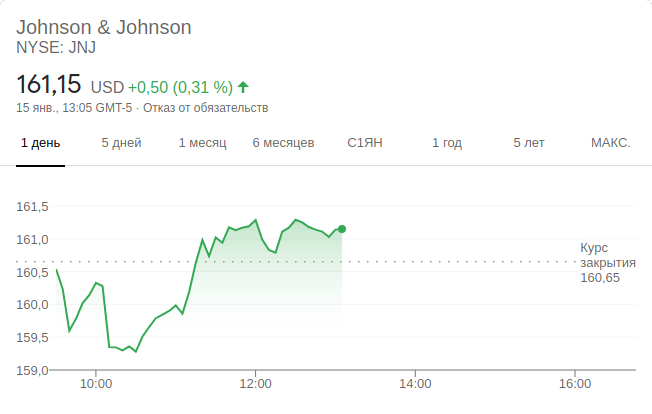 Johnson & Johnson
NYSE: JNJ
161,15 USD +0,50 (0,31 %)
15 янв., 13:05 GMT-5 · Отказ от обязательств
1 день 5 дней 1 месяц 6 месяцев С1ЯН 1 год 5 лет МАКС.
161,5
161,0
160,5
160,0
159,5
159,0
Курс
закрытия
160,65
10:00 12:00 14:00 16:00